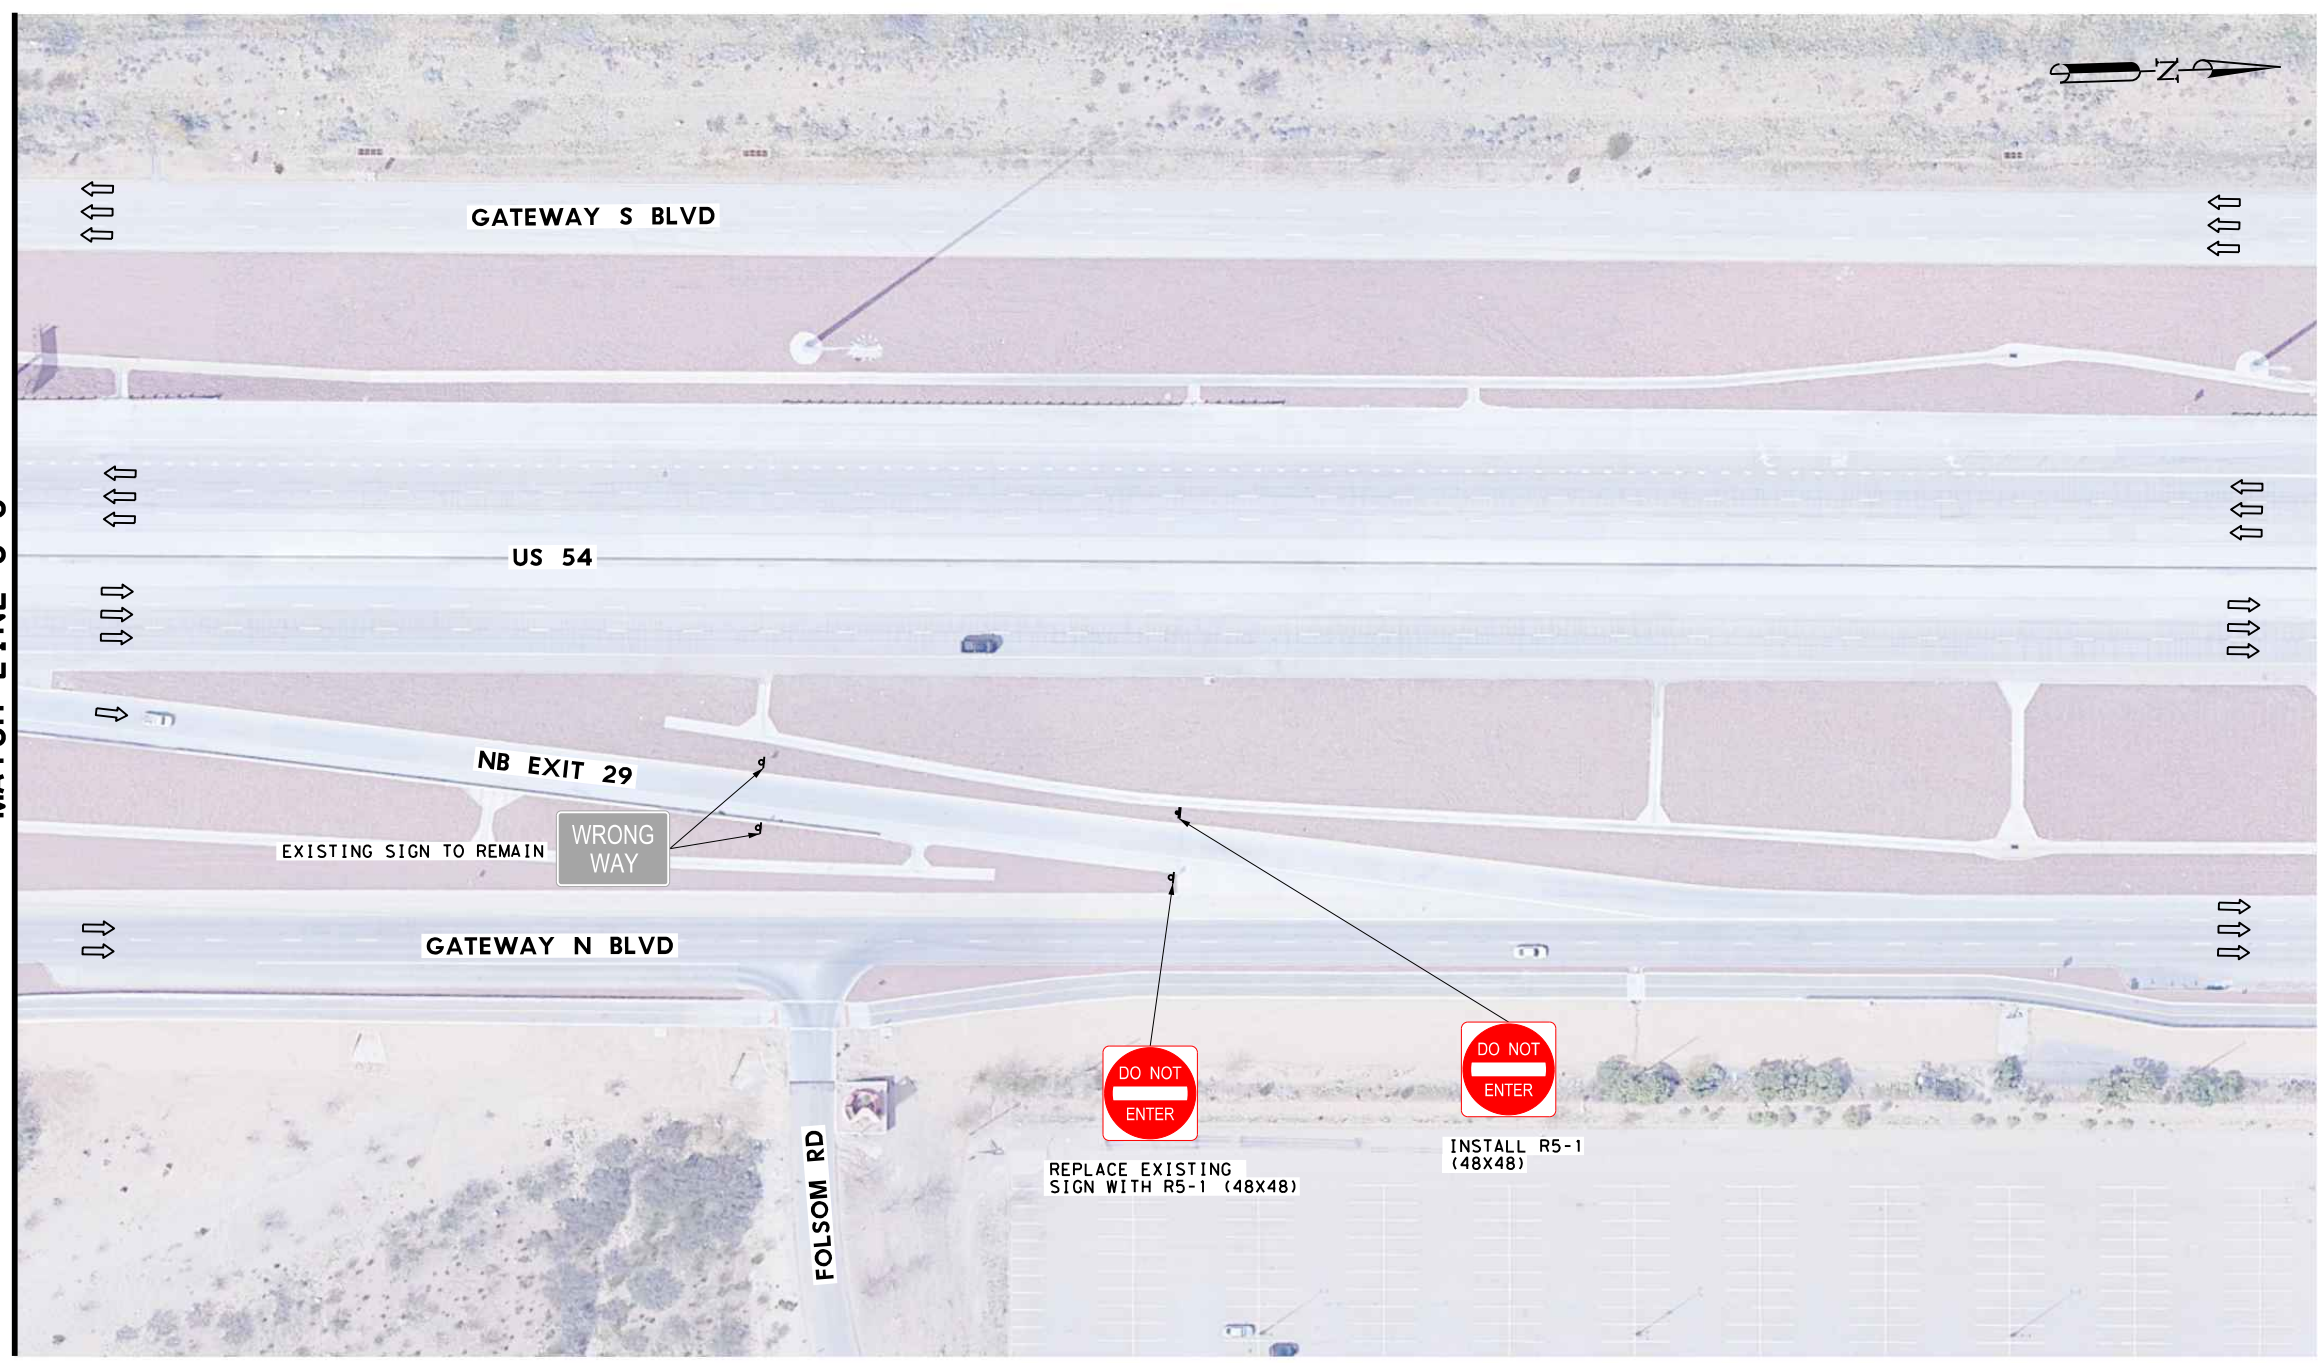 N
GATEWAY S BLVD
US 54
NB EXIT 29
WRONG
WAY
EXISTING SIGN TO REMAIN
GATEWAY N BLVD
DO NOT
ENTER
DO NOT
ENTER
INSTALL R5-1
(48X48)
REPLACE EXISTING
SIGN WITH R5-1 (48X48)
FOLSOM RD